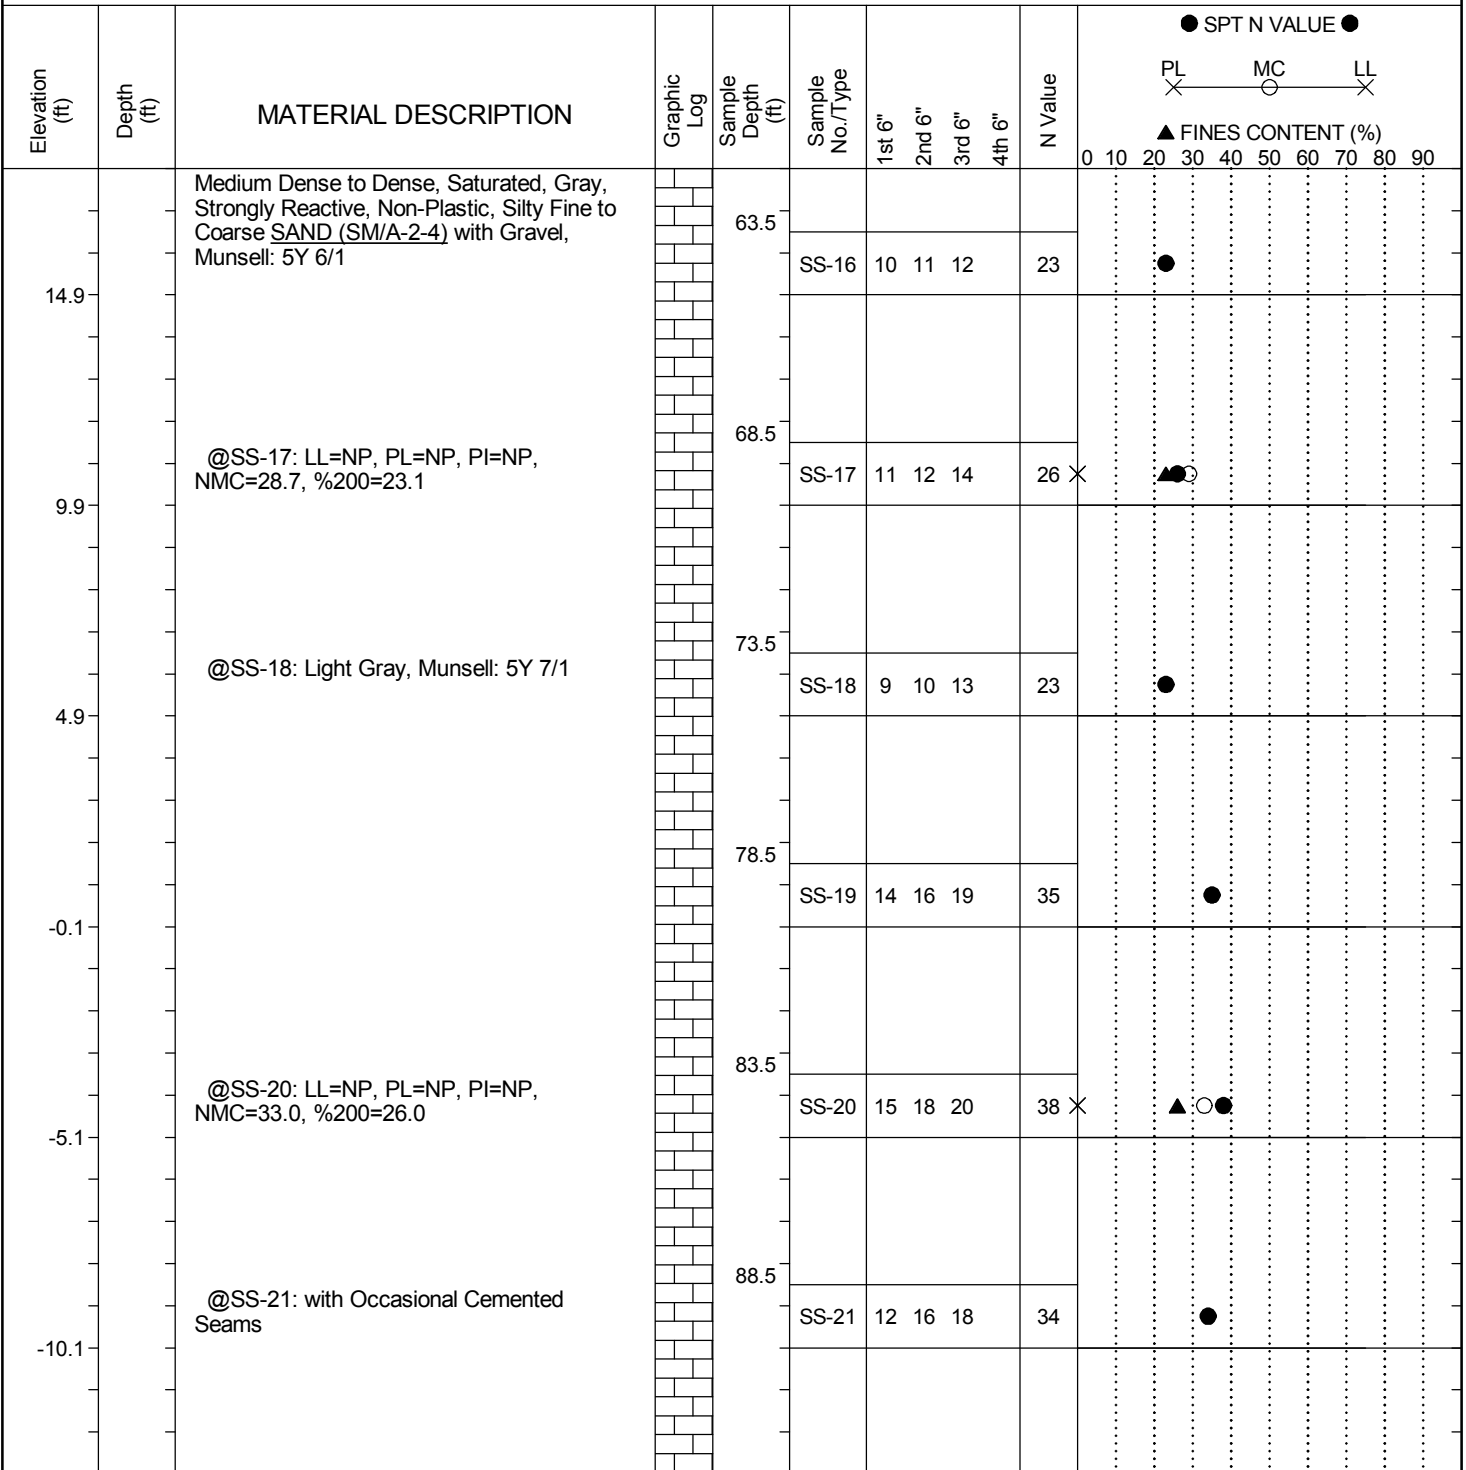 ● SPT N VALUE ●
PL MC LL
▲ FINES CONTENT (%)
0 10 20 30 40 50 60 70 80 90
Elevation
(ft)
Depth
(ft)
MATERIAL DESCRIPTION
Graphic
Log
Sample
Depth
(ft)
Sample
No./Type
1st 6"
2nd 6"
3rd 6"
4th 6"
N Value
Medium Dense to Dense, Saturated, Gray,
Strongly Reactive, Non-Plastic, Silty Fine to
Coarse SAND (SM/A-2-4) with Gravel,
Munsell: 5Y 6/1
63.5
SS-16 10 11 12 23
14.9
68.5
@SS-17: LL=NP, PL=NP, PI=NP,
NMC=28.7, %200=23.1
SS-17 11 12 14 26
9.9
73.5
@SS-18: Light Gray, Munsell: 5Y 7/1
SS-18 9 10 13 23
4.9
78.5
SS-19 14 16 19 35
-0.1
83.5
@SS-20: LL=NP, PL=NP, PI=NP,
NMC=33.0, %200=26.0
SS-20 15 18 20 38
-5.1
88.5
@SS-21: with Occasional Cemented
Seams
SS-21 12 16 18 34
-10.1